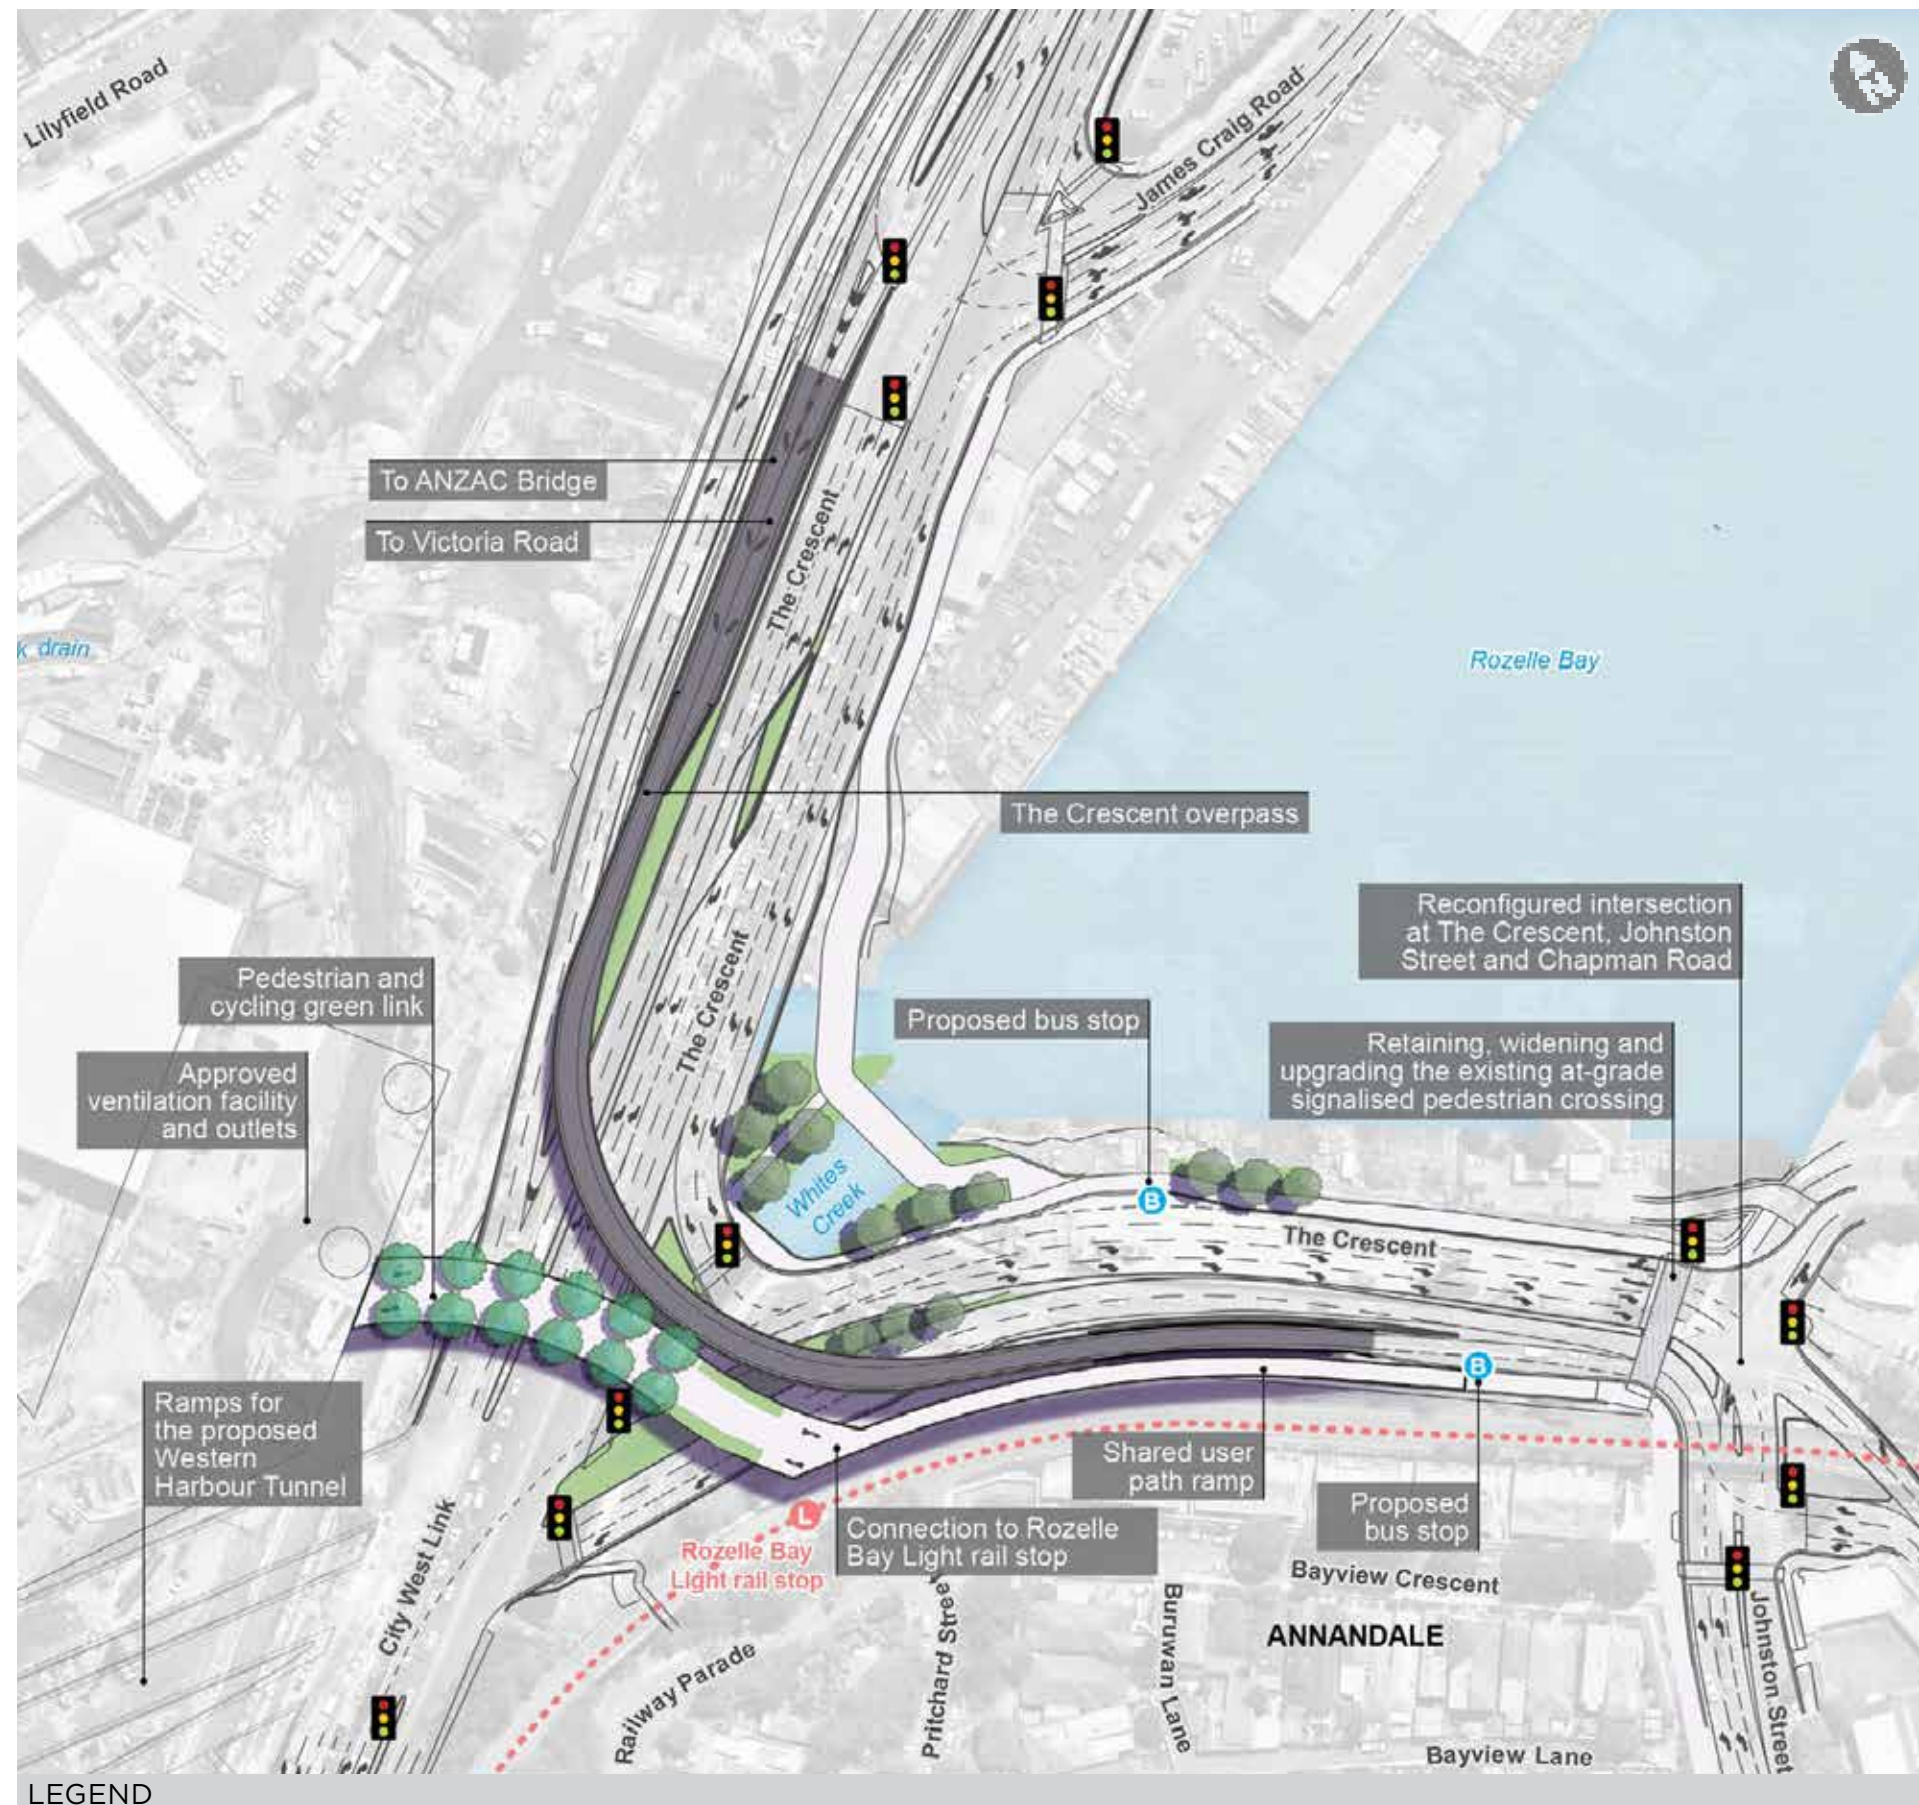 Lilyfield Road
James Craig Road
To ANZAC Bridge
To Victoria Road
The Crescent
k drain
Rozelle Bay
The Crescent overpass
Reconfigured intersection
at The Crescent, Johnston
Street and Chapman Road
Pedestrian and
cycling green link
The Crescent
Proposed bus stop
Retaining, widening and
upgrading the existing at-grade
signalised pedestrian crossing
Approved
ventilation facility
and outlets
Whites
Creek
B
The Crescent
B
Ramps for
the proposed
Western
Harbour Tunnel
Shared user
path ramp
Proposed
bus stop
City West Link
L
Rozelle Bay
Light rail stop
Connection to Rozelle
Bay Light rail stop
Bayview Crescent
ANNANDALE
Railway Parade
Pritchard Street
Buruwan Lane
Bayview Lane
Johnston Street
LEGEND